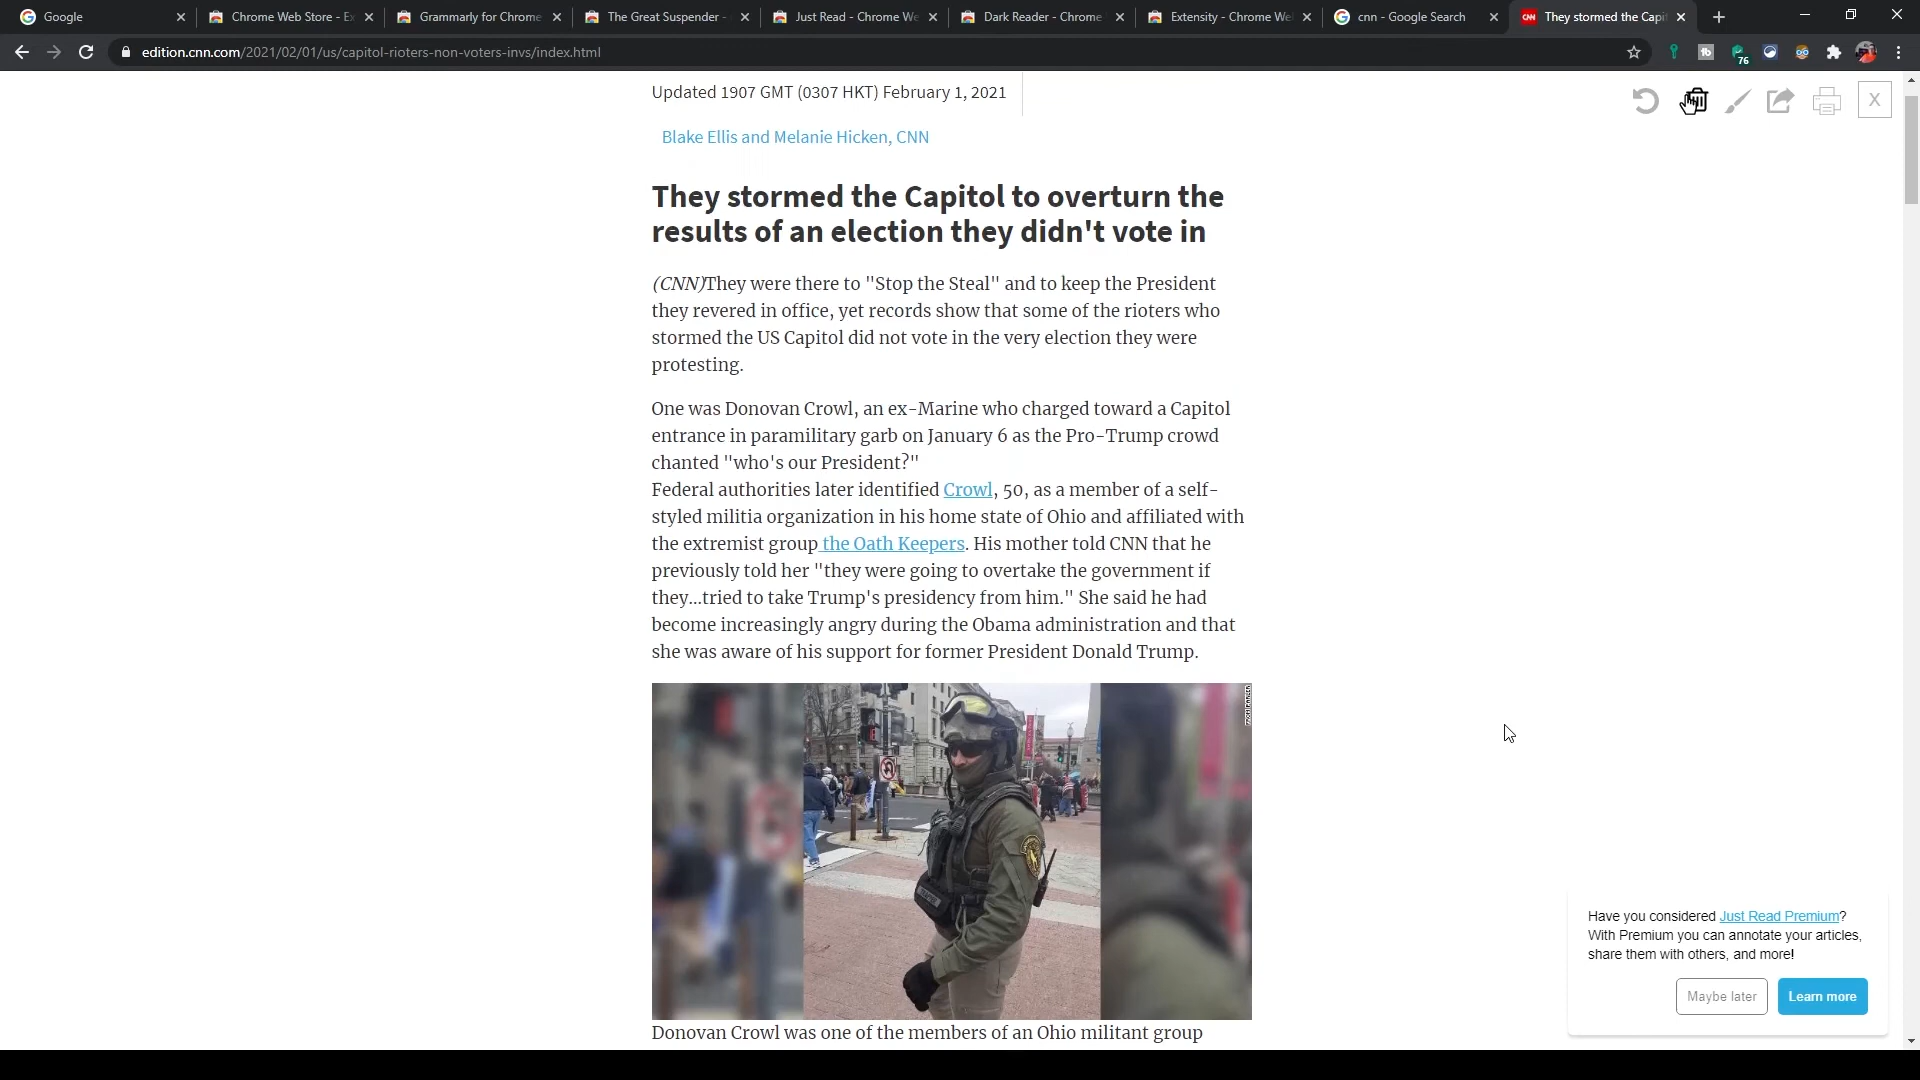 Google
Chrome Web Store - Ex
Grammarly for Chrome
The Great Suspender -
Just Read - Chrome We
Dark Reader - Chrome
Extensity - Chrome We
cnn - Google Search
CNN
They stormed the Capi
edition.cnn.com/2021/02/01/us/capitol-rioters-non-voters-invs/index.html
76
Updated 1907 GMT (0307 HKT) February 1, 2021
X
Blake Ellis and Melanie Hicken, CNN
They stormed the Capitol to overturn the
results of an election they didn't vote in
(CNN)They were there to "Stop the Steal" and to keep the President
they revered in office, yet records show that some of the rioters who
stormed the US Capitol did not vote in the very election they were
protesting.
One was Donovan Crowl, an ex-Marine who charged toward a Capitol
entrance in paramilitary garb on January 6 as the Pro-Trump crowd
chanted "who's our President?"
Federal authorities later identified Crowl, 50, as a member of a self-
styled militia organization in his home state of Ohio and affiliated with
the extremist group the Oath Keepers. His mother told CNN that he
previously told her "they were going to overtake the government if
they...tried to take Trump's presidency from him." She said he had
become increasingly angry during the Obama administration and that
she was aware of his support for former President Donald Trump.
Donovan Crowl was one of the members of an Ohio militant group
Have you considered Just Read Premium?
With Premium you can annotate your articles,
share them with others, and more!
Maybe later
Learn more